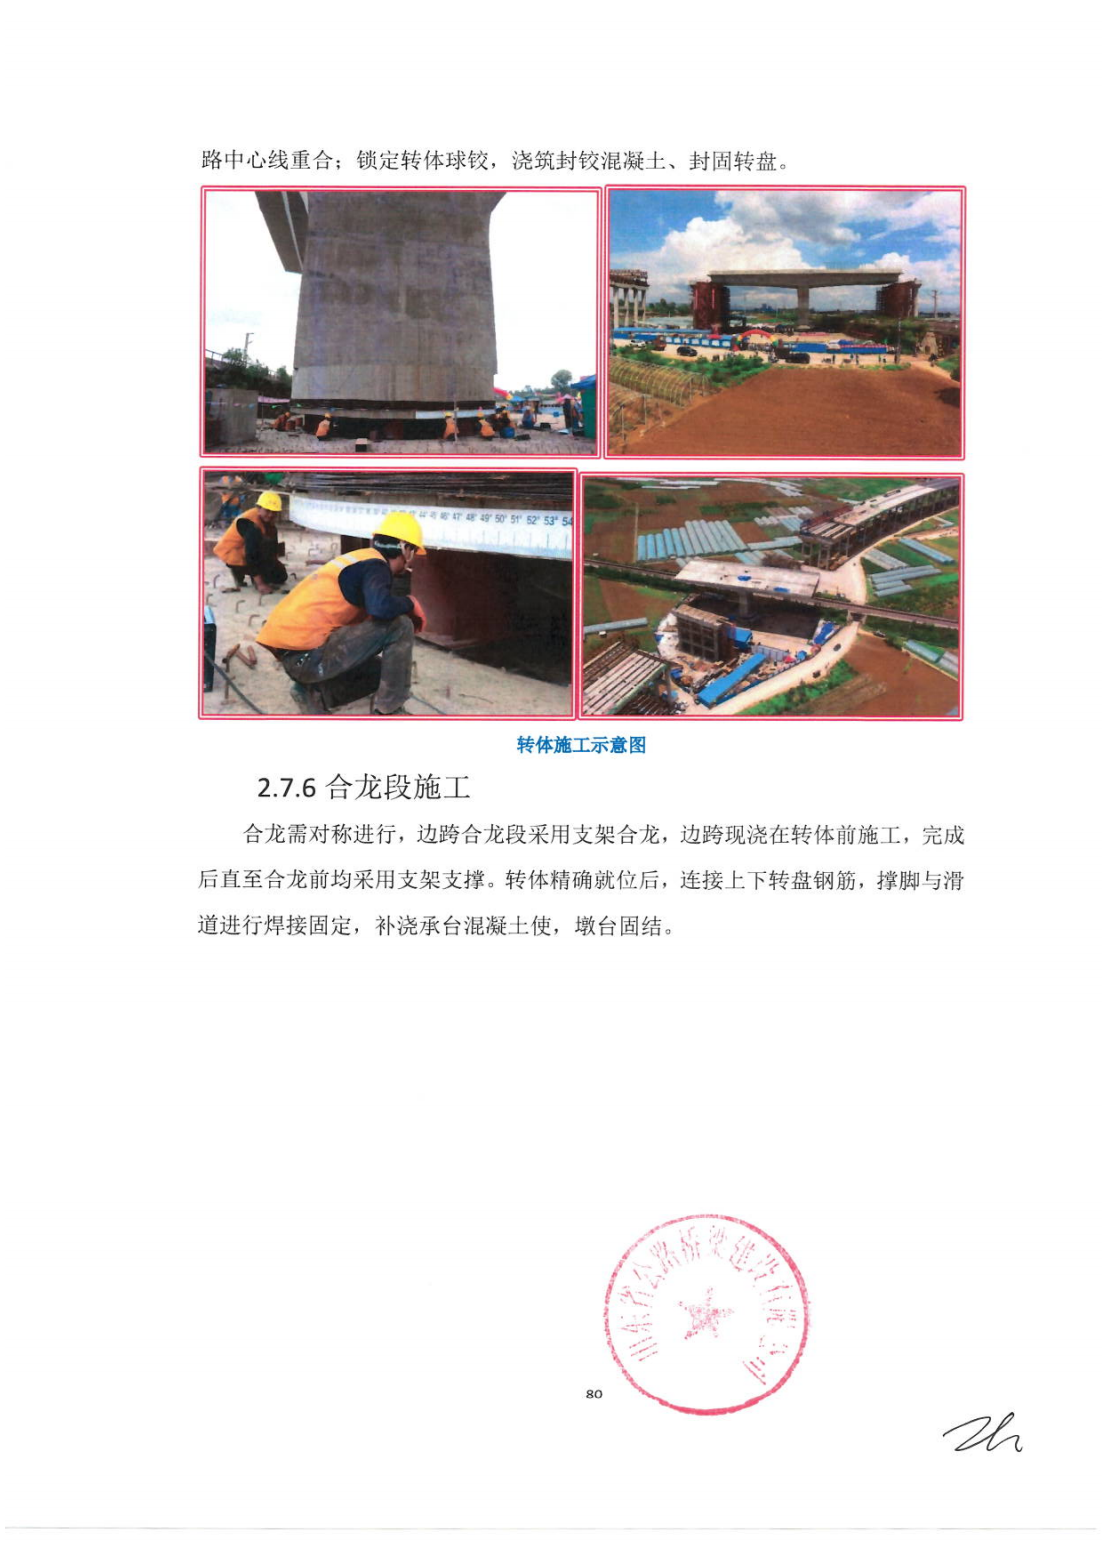 路中心线重合；锁定转体球铰，浇筑封铰混凝土、封固转盘。
46° 47° 48° 49° 50° 51° 52° 53° 54
转体施工示意图
2.7.6 合龙段施工
合龙需对称进行，边跨合龙段采用支架合龙，边跨现浇在转体前施工，完成
后直至合龙前均采用支架支撑。转体精确就位后，连接上下转盘钢筋，撑脚与滑
道进行焊接固定，补浇承台混凝土使，墩台固结。
山东省公路桥梁建设有限公司
80